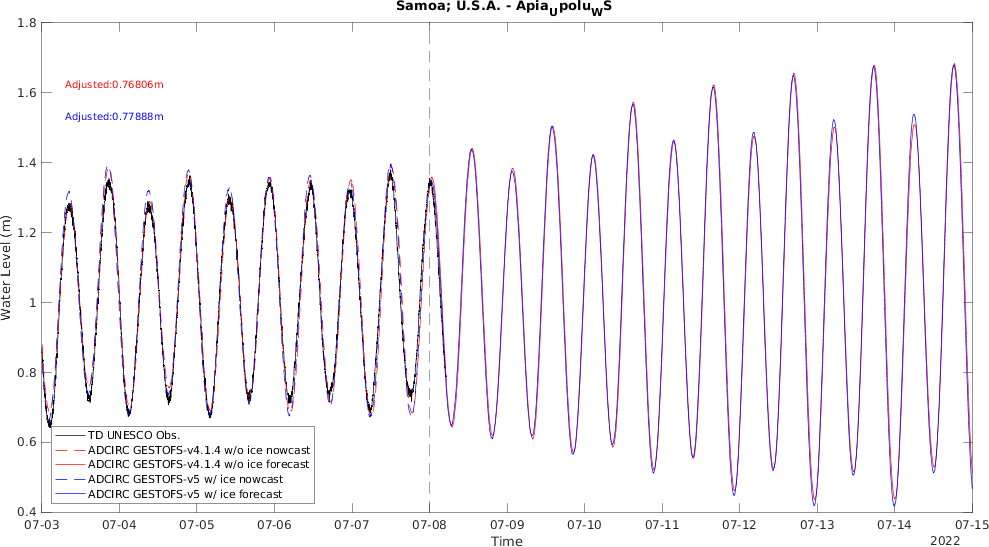 Samoa; U.S.A. - ApiaUpoluWS
1.8
1.6
1.4
1.2
1
0.8
0.6
0.4
Water Level (m)
Adjusted:0.76806m
Adjusted:0.77888m
TD UNESCO Obs.
ADCIRC GESTOFS-v4.1.4 w/o ice nowcast
ADCIRC GESTOFS-v4.1.4 w/o ice forecast
ADCIRC GESTOFS-v5 w/ ice nowcast
ADCIRC GESTOFS-v5 w/ ice forecast
07-03 07-04 07-05 07-06 07-07 07-08 07-09 07-10 07-11 07-12 07-13 07-14 07-15
Time
2022